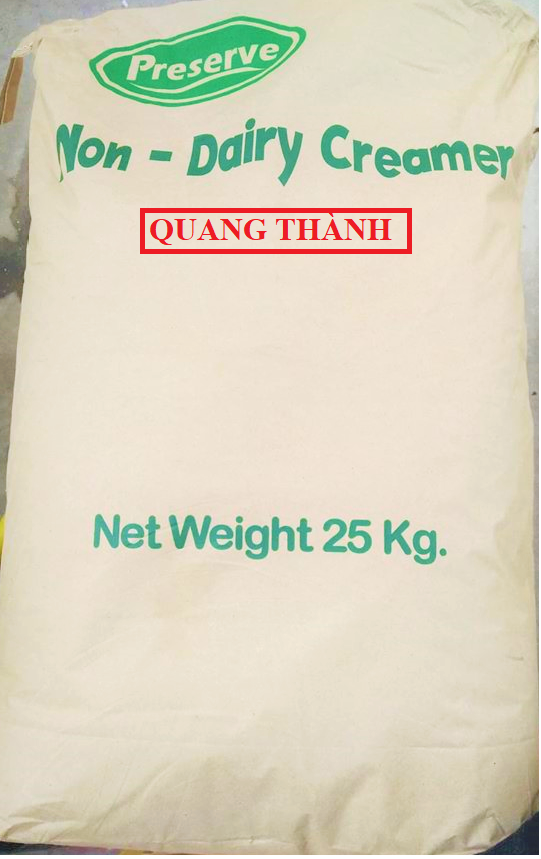 Preserve
Non - Dairy Creamer
QUANG THÀNH
Net Weight 25 Kg.